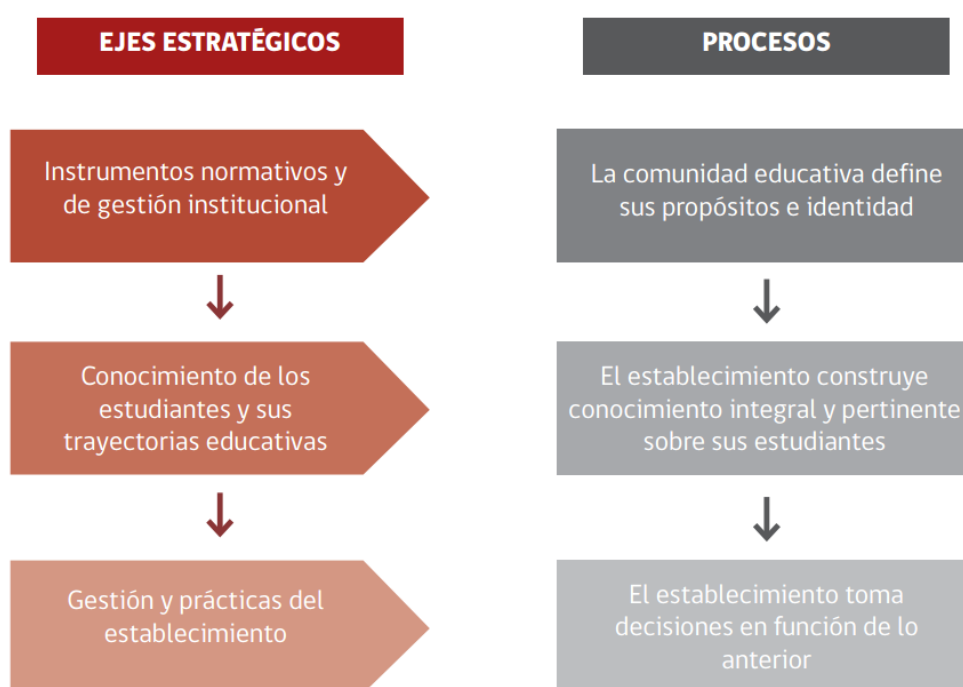 EJES ESTRATÉGICOS
PROCESOS
Instrumentos normativos y
de gestión institucional
La comunidad educativa define
sus propósitos e identidad
Conocimiento de los
estudiantes y sus
trayectorias educativas
El establecimiento construye
conocimiento integral y pertinente
sobre sus estudiantes
Gestión y prácticas del
establecimiento
El establecimiento toma
decisiones en función de lo
anterior